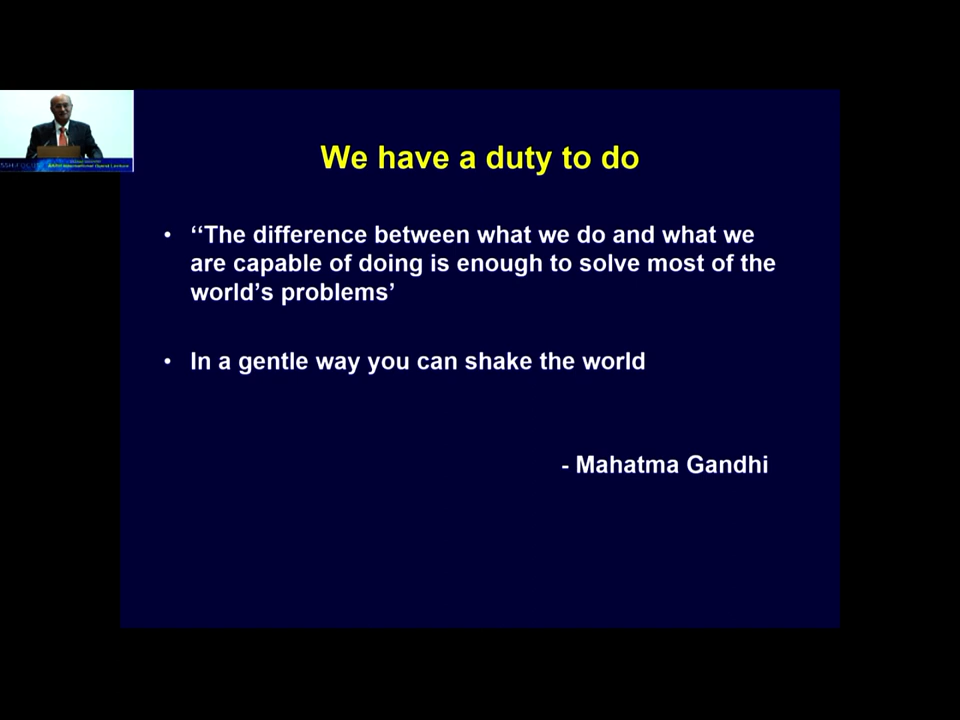 We have a duty to do
• ‘‘The difference between what we do and what we
are capable of doing is enough to solve most of the
world’s problems’
• In a gentle way you can shake the world
- Mahatma Gandhi